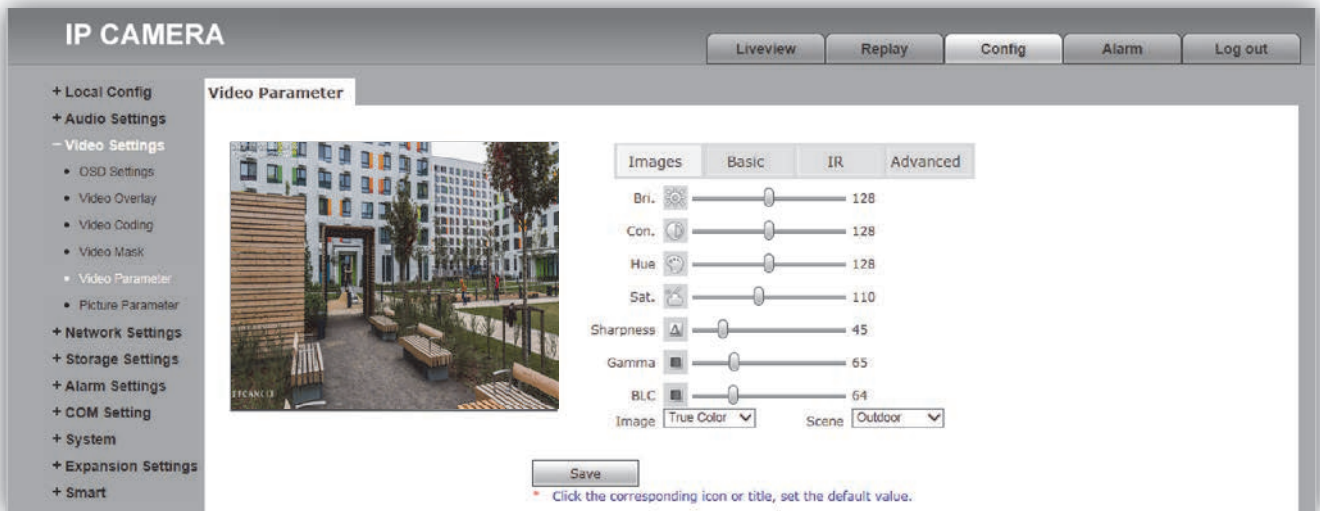 IP CAMERA
Liveview Replay Config Alarm Log out
+ Local Config
+ Audio Settings
− Video Settings
• OSD Settings
• Video Overlay
• Video Coding
• Video Mask
• Video Parameter
• Picture Parameter
+ Network Settings
+ Storage Settings
+ Alarm Settings
+ COM Setting
+ System
+ Expansion Settings
+ Smart
Video Parameter
Images Basic IR Advanced
Bri. 128
Con. 128
Hue 128
Sat. 110
Sharpness 45
Gamma 65
BLC 64
Image True Color Scene Outdoor
Save
* Click the corresponding icon or title, set the default value.